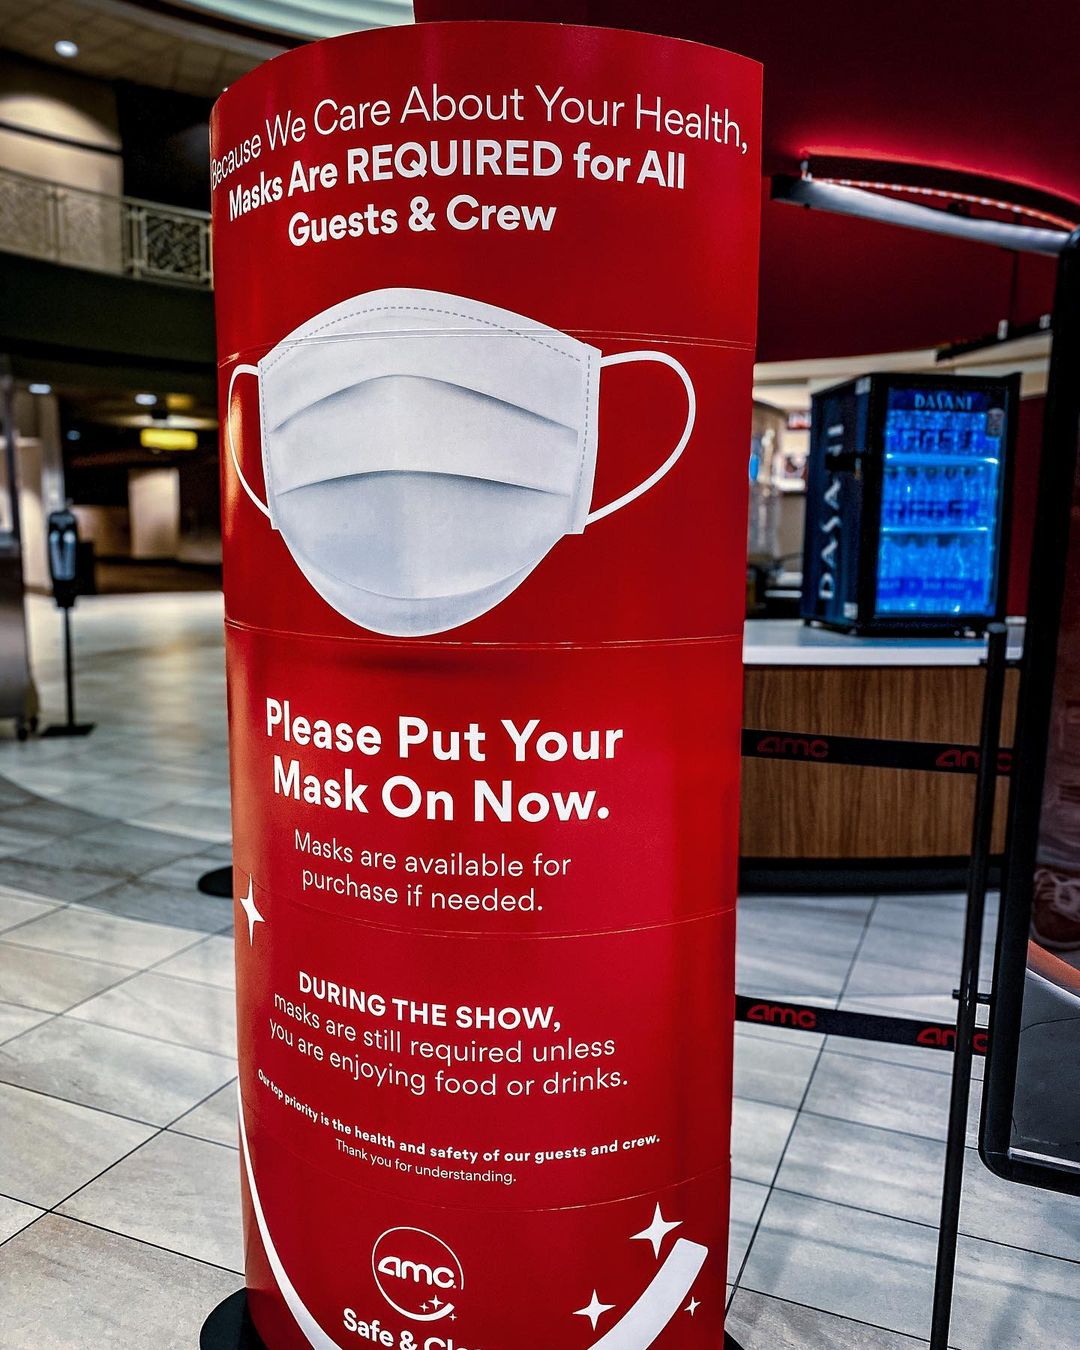 Because We Care About Your Health,
Masks Are REQUIRED for All
Guests & Crew
Please Put Your
Mask On Now.
Masks are available for
purchase if needed.
DURING THE SHOW,
masks are still required unless
you are enjoying food or drinks.
Our top priority is the health and safety of our guests and crew.
Thank you for understanding.
amc
Safe &
DASANI
DASANI
amc
amc
amc
amc